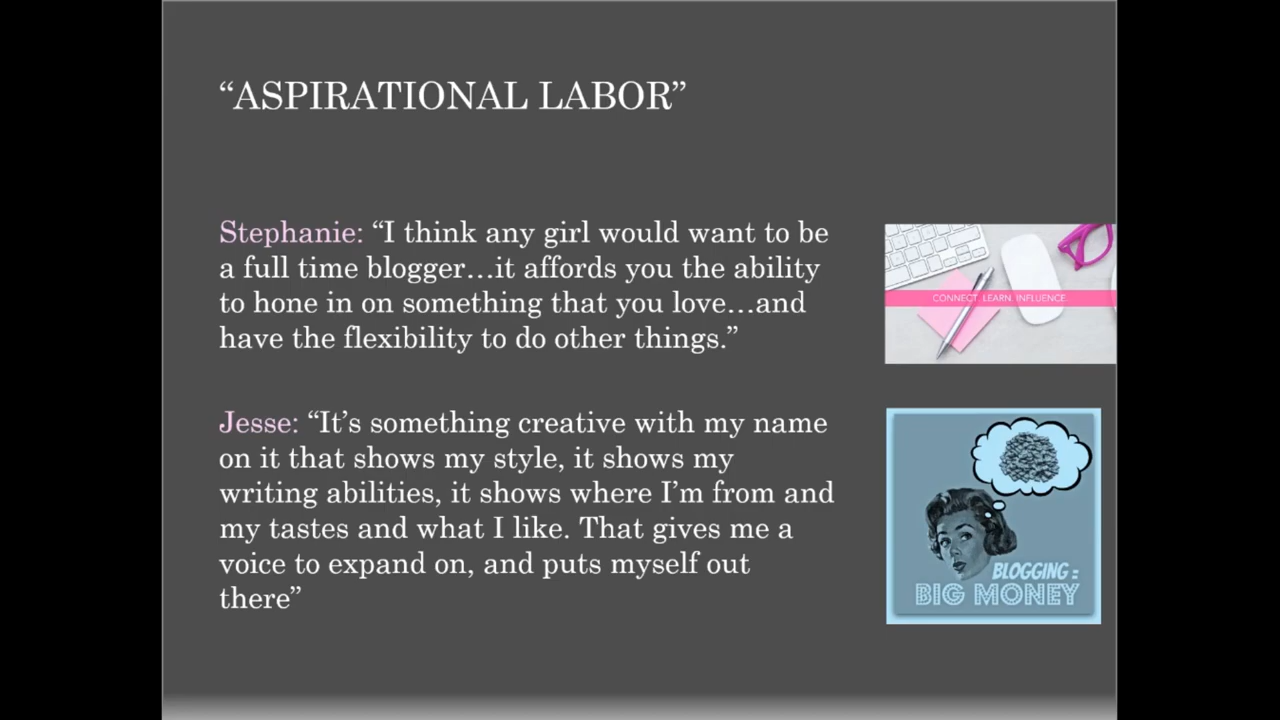 “ASPIRATIONAL LABOR”
Stephanie: “I think any girl would want to be
a full time blogger…it affords you the ability
to hone in on something that you love…and
have the flexibility to do other things.”
Jesse: “It’s something creative with my name
on it that shows my style, it shows my
writing abilities, it shows where I’m from and
my tastes and what I like. That gives me a
voice to expand on, and puts myself out
there”
CONNECT. LEARN. INFLUENCE.
BLOGGING =
BIG MONEY